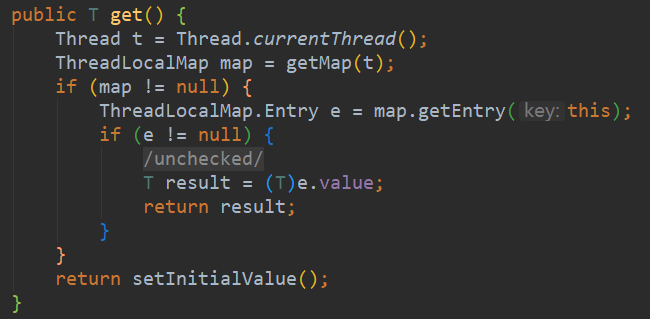 public T get() {
    Thread t = Thread.currentThread();
    ThreadLocalMap map = getMap(t);
    if (map != null) {
        ThreadLocalMap.Entry e = map.getEntry( key: this);
        if (e != null) {
            /unchecked/
            T result = (T)e.value;
            return result;
        }
    }
    return setInitialValue();
}